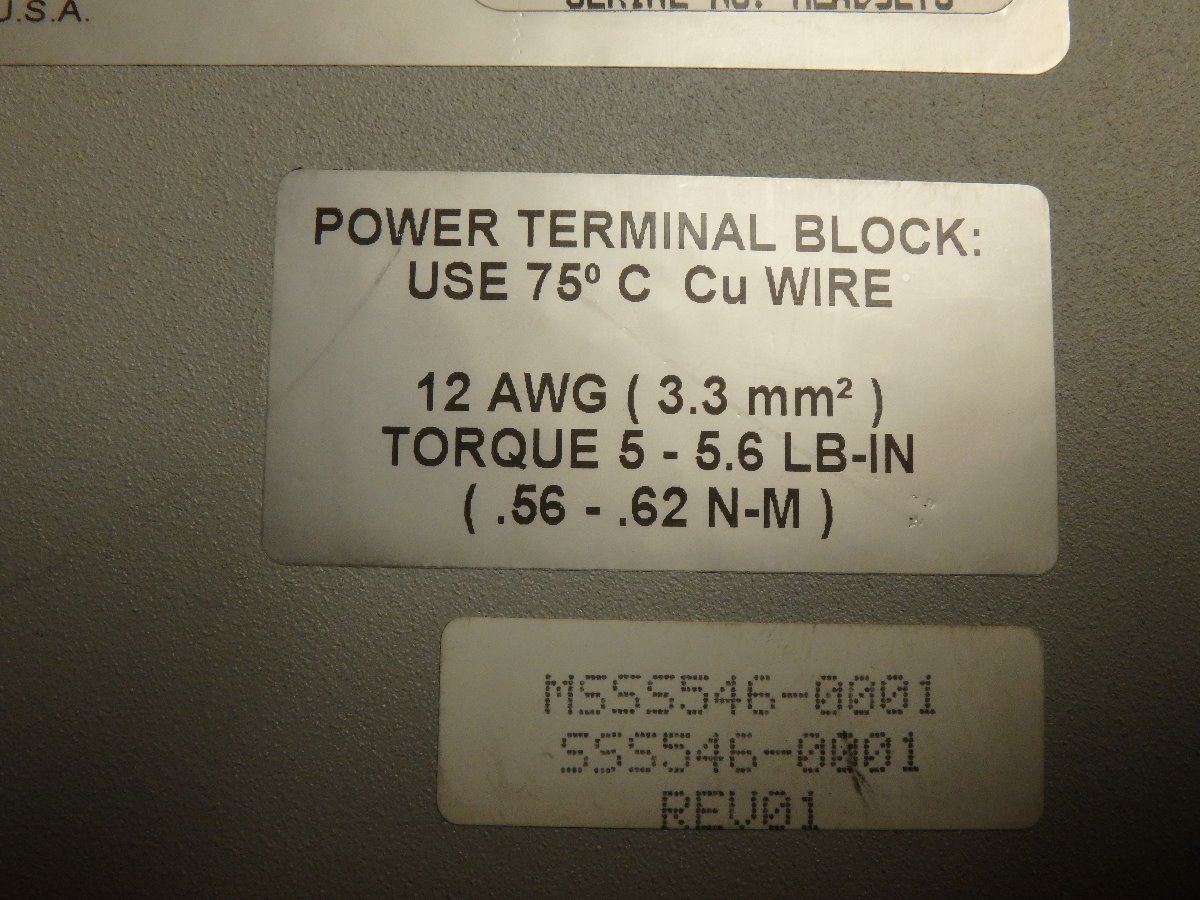 U.S.A.
POWER TERMINAL BLOCK:
USE 75º C Cu WIRE
12 AWG ( 3.3 mm² )
TORQUE 5 - 5.6 LB-IN
( .56 - .62 N-M )
MSSS546-0001
SSS546-0001
REV01